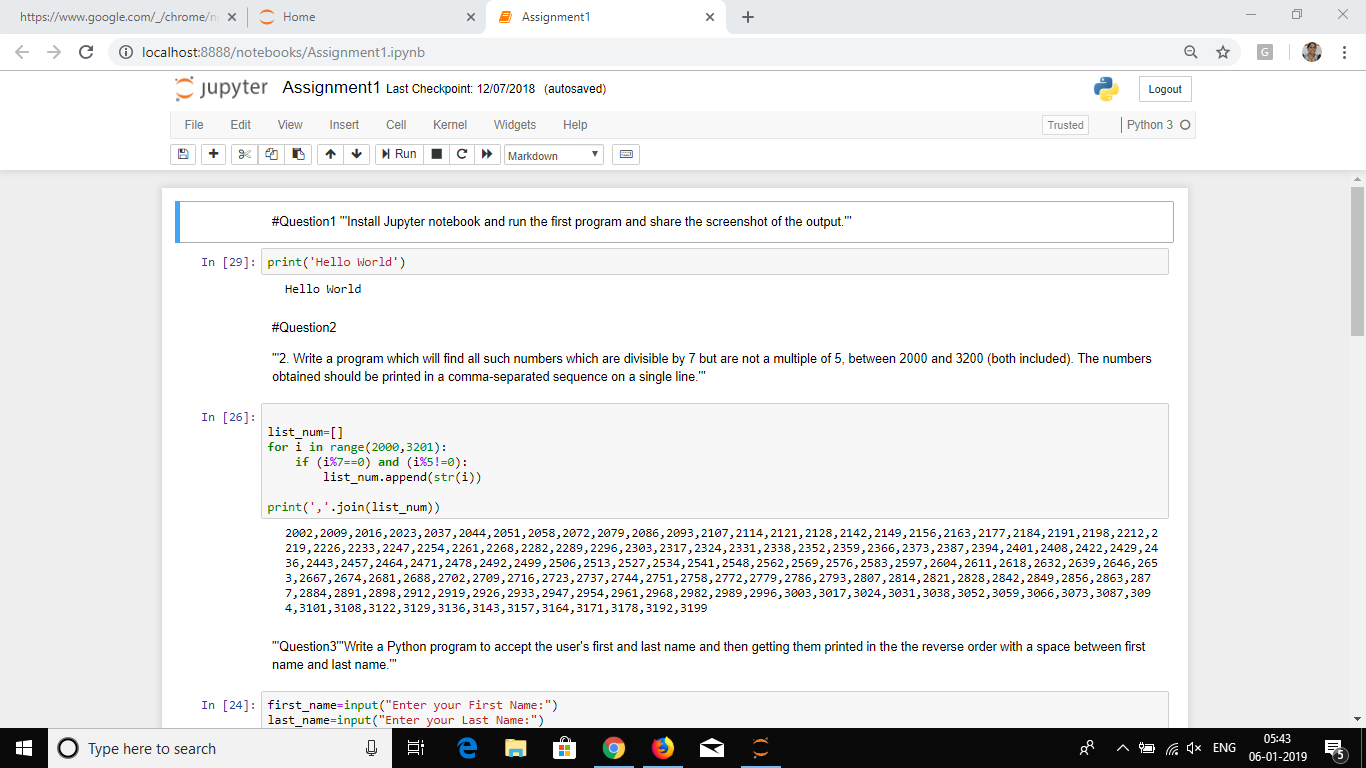 https://www.google.com/_/chrome/n
Home
Assignment1
localhost:8888/notebooks/Assignment1.ipynb
G
jupyter Assignment1 Last Checkpoint: 12/07/2018 (autosaved)
Logout
File Edit View Insert Cell Kernel Widgets Help
Trusted
Python 3
Run
Markdown
#Question1 '''Install Jupyter notebook and run the first program and share the screenshot of the output.'''
In [29]: print('Hello World')
Hello World
#Question2
'''2. Write a program which will find all such numbers which are divisible by 7 but are not a multiple of 5, between 2000 and 3200 (both included). The numbers
obtained should be printed in a comma-separated sequence on a single line.'''
In [26]:
list_num=[]
for i in range(2000,3201):
    if (i%7==0) and (i%5!=0):
        list_num.append(str(i))
print(','.join(list_num))
2002,2009,2016,2023,2037,2044,2051,2058,2072,2079,2086,2093,2107,2114,2121,2128,2142,2149,2156,2163,2177,2184,2191,2198,2212,2
219,2226,2233,2247,2254,2261,2268,2282,2289,2296,2303,2317,2324,2331,2338,2352,2359,2366,2373,2387,2394,2401,2408,2422,2429,24
36,2443,2457,2464,2471,2478,2492,2499,2506,2513,2527,2534,2541,2548,2562,2569,2576,2583,2597,2604,2611,2618,2632,2639,2646,265
3,2667,2674,2681,2688,2702,2709,2716,2723,2737,2744,2751,2758,2772,2779,2786,2793,2807,2814,2821,2828,2842,2849,2856,2863,287
7,2884,2891,2898,2912,2919,2926,2933,2947,2954,2961,2968,2982,2989,2996,3003,3017,3024,3031,3038,3052,3059,3066,3073,3087,309
4,3101,3108,3122,3129,3136,3143,3157,3164,3171,3178,3192,3199
'''Question3'''Write a Python program to accept the user's first and last name and then getting them printed in the the reverse order with a space between first
name and last name.'''
In [24]: first_name=input("Enter your First Name:")
last_name=input("Enter your Last Name:")
Type here to search
ENG
05:43
06-01-2019
5